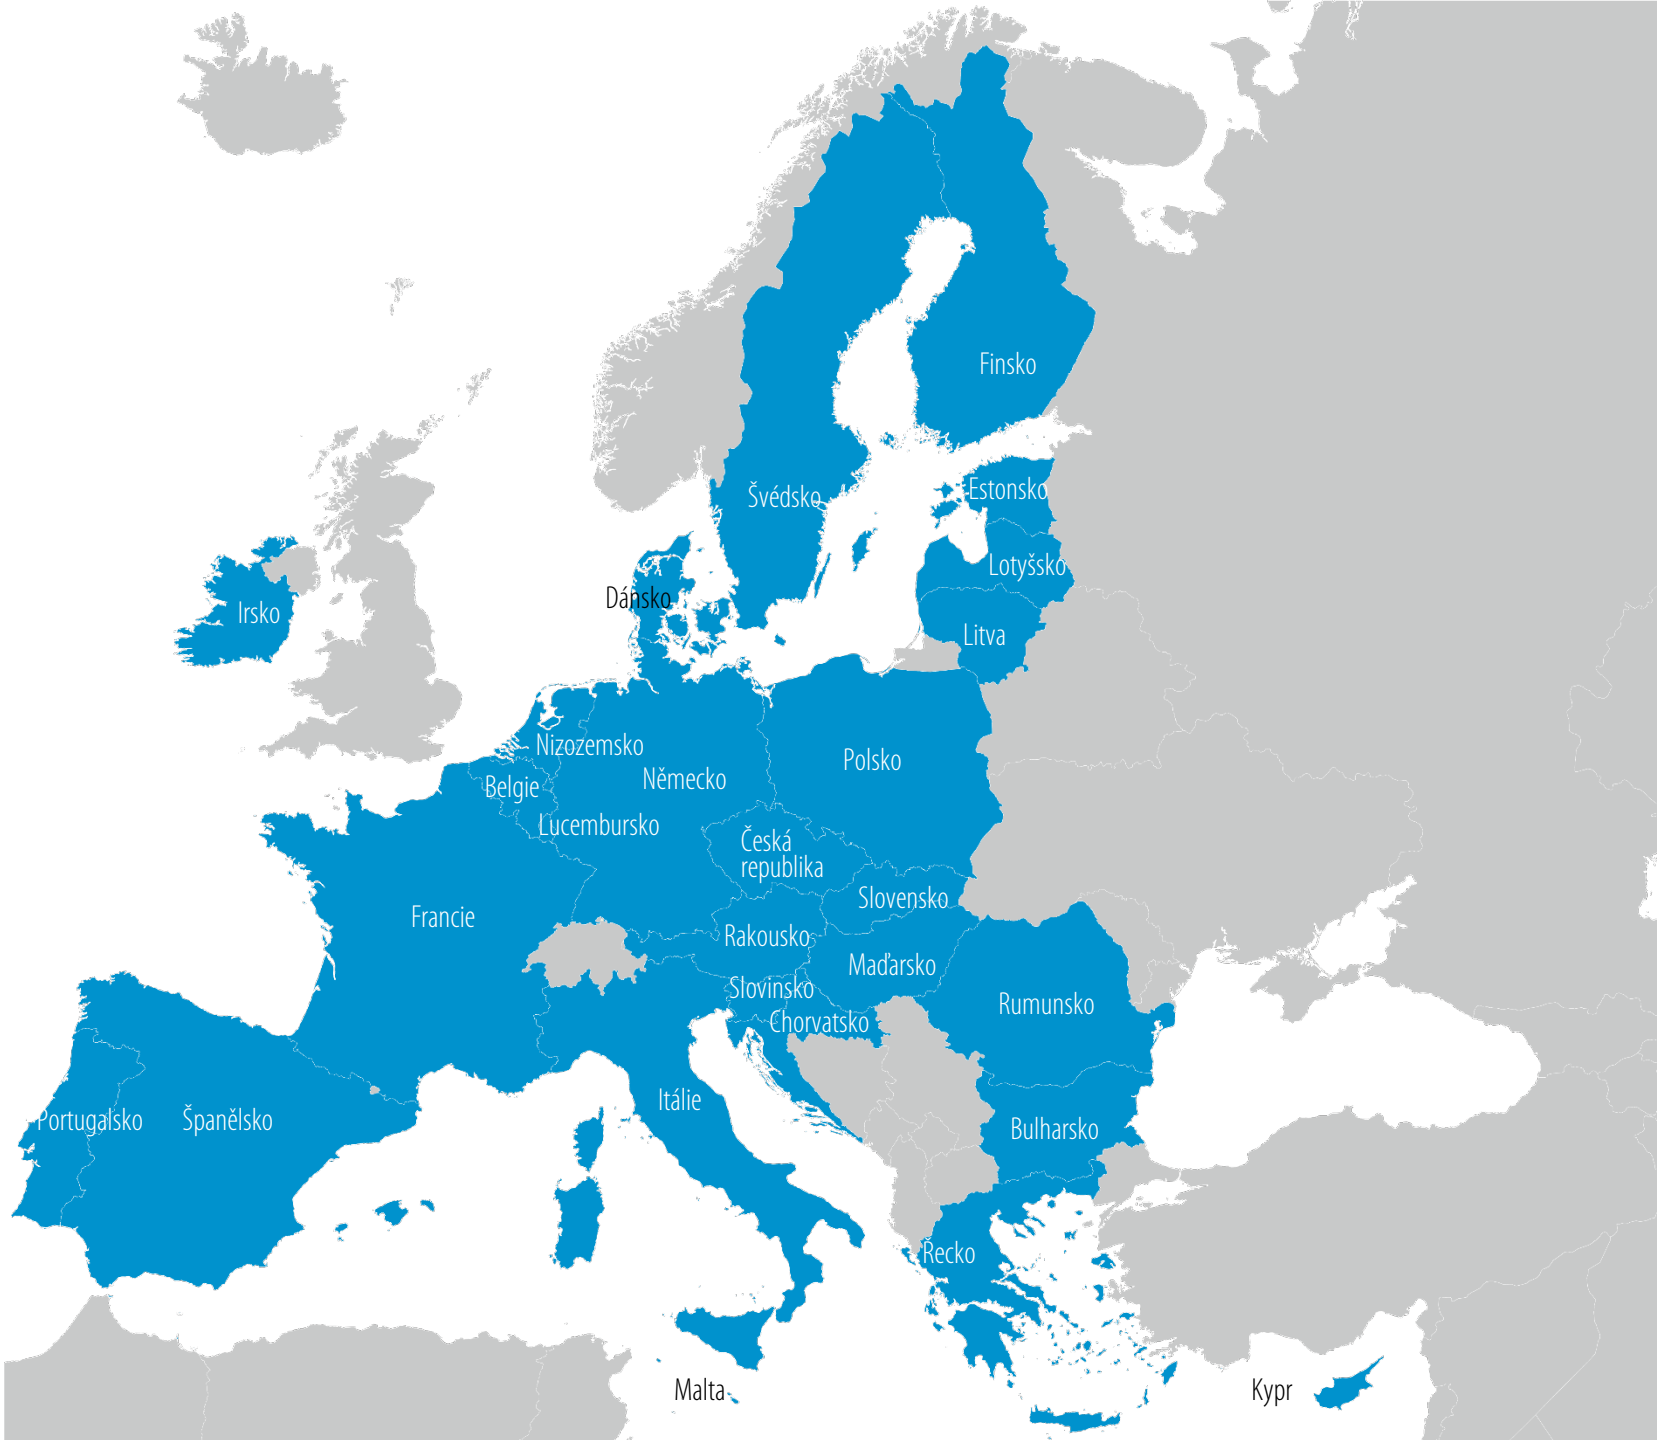 Finsko
Estonsko
Švédsko
Lotyšsko
Dánsko
Irsko
Litva
Nizozemsko
Polsko
Německo
Belgie
Lucembursko
Česká
republika
Slovensko
Francie
Rakousko
Maďarsko
Slovinsko
Rumunsko
Chorvatsko
Itálie
Portugalsko
Španělsko
Bulharsko
Řecko
Malta
Kypr